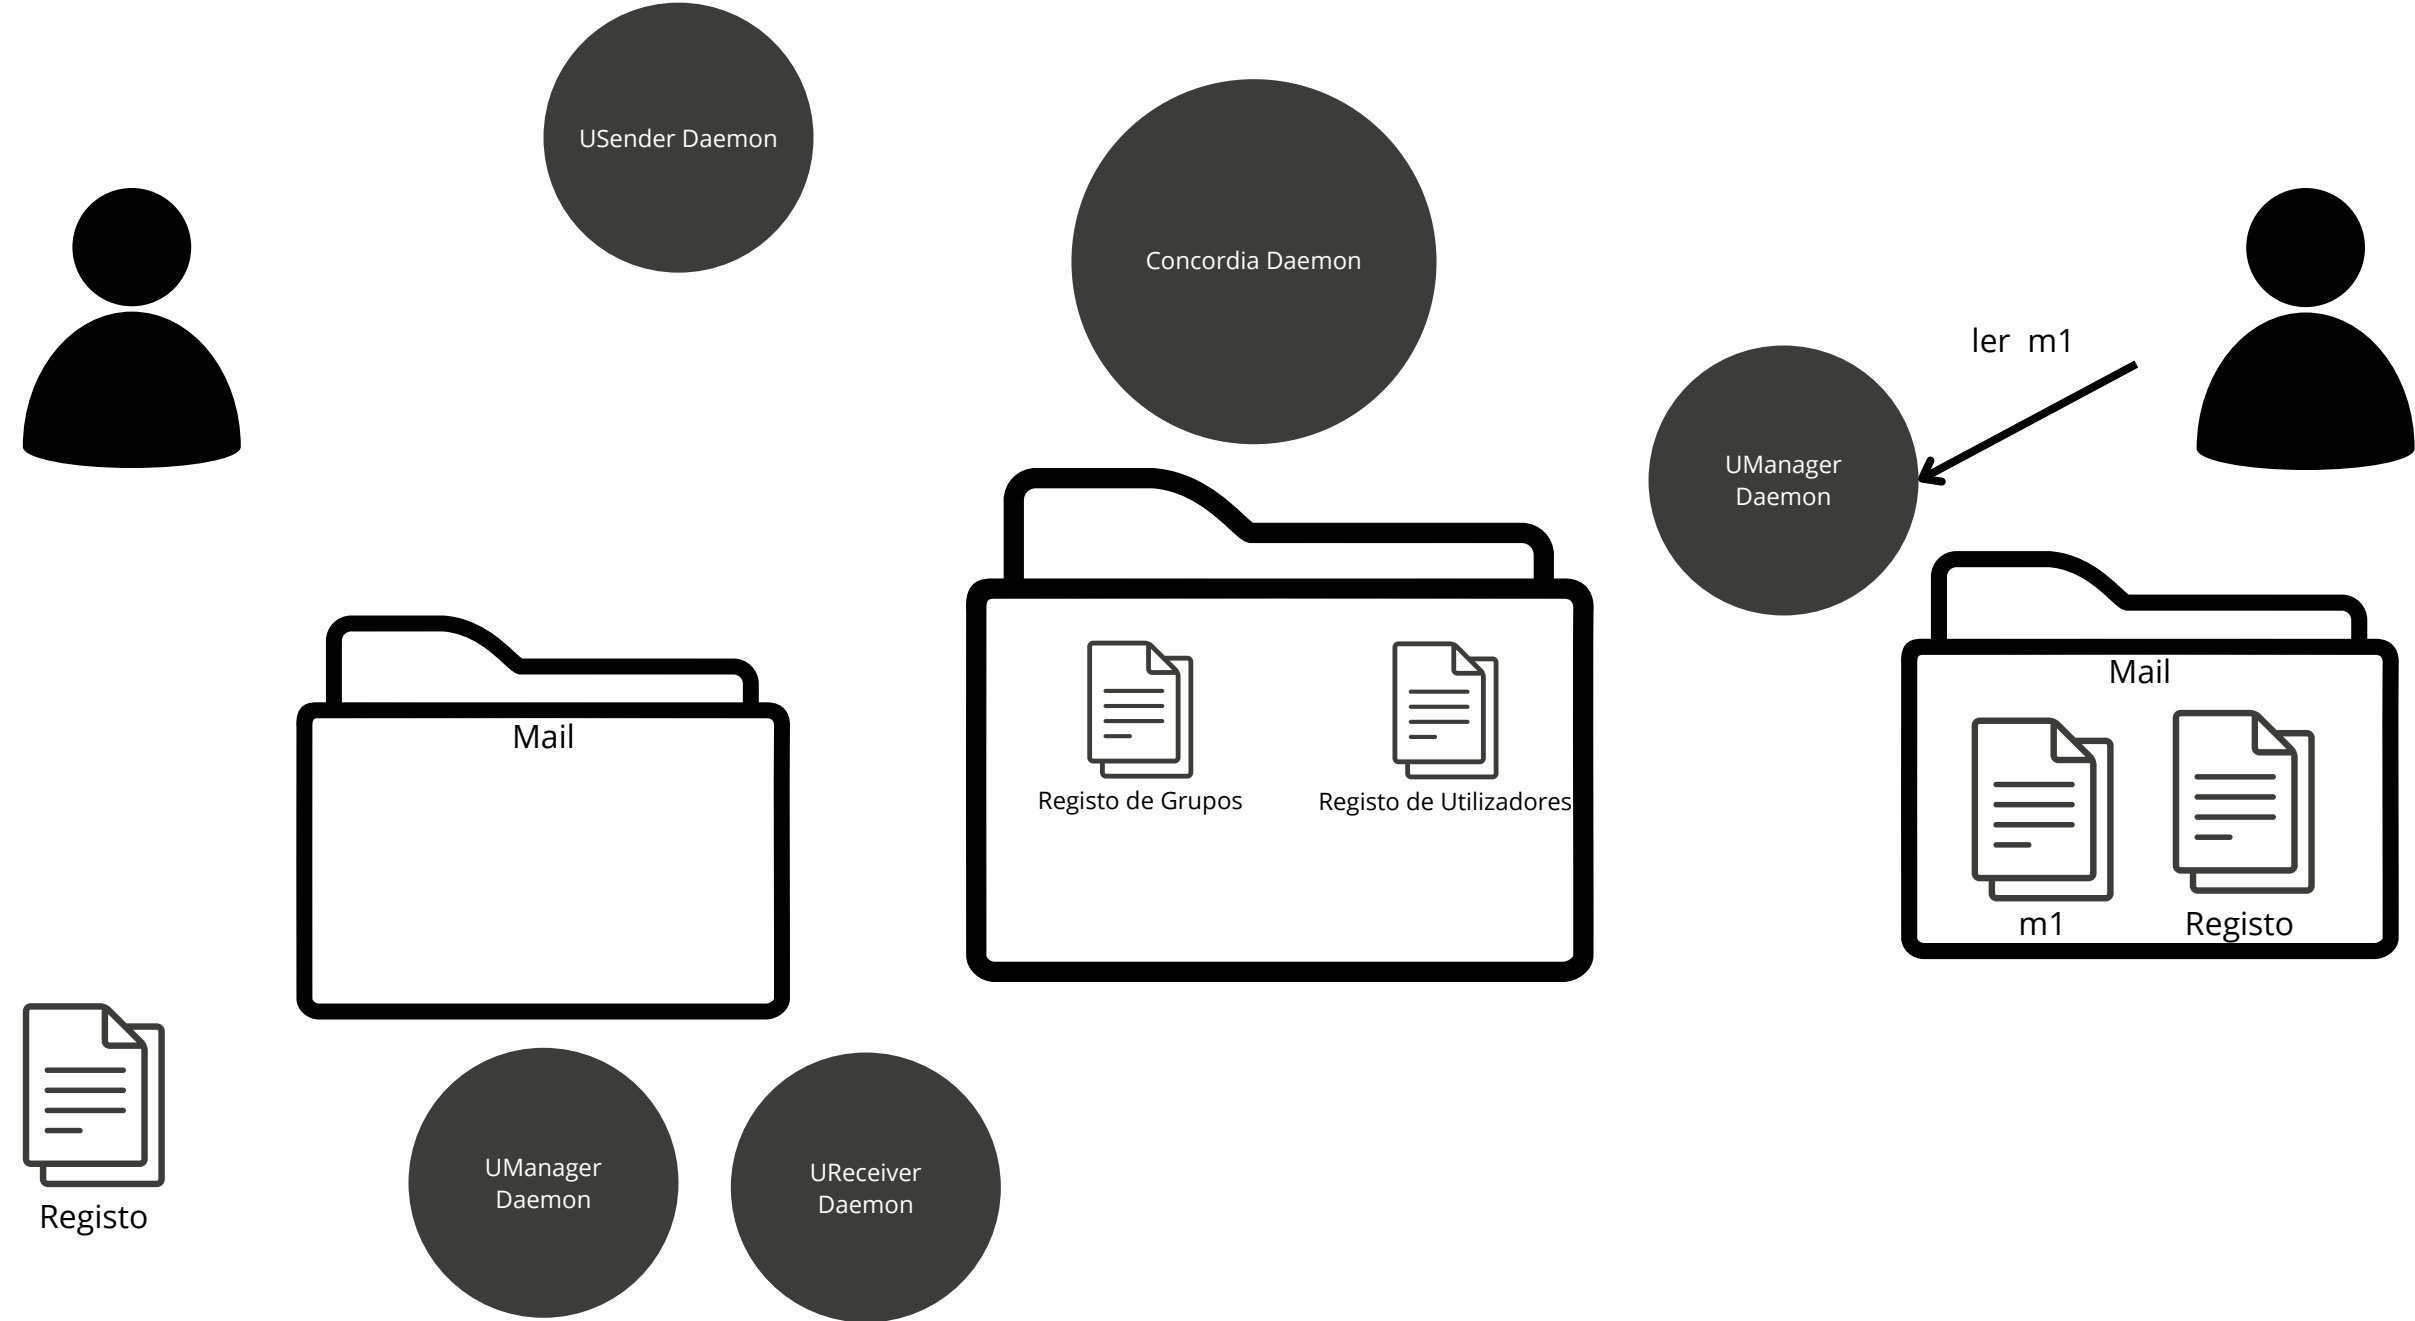 USender Daemon
Concordia Daemon
ler m1
UManager
Daemon
Mail
Mail
Registo de Grupos
Registo de Utilizadores
m1
Registo
Registo
UManager
Daemon
UReceiver
Daemon